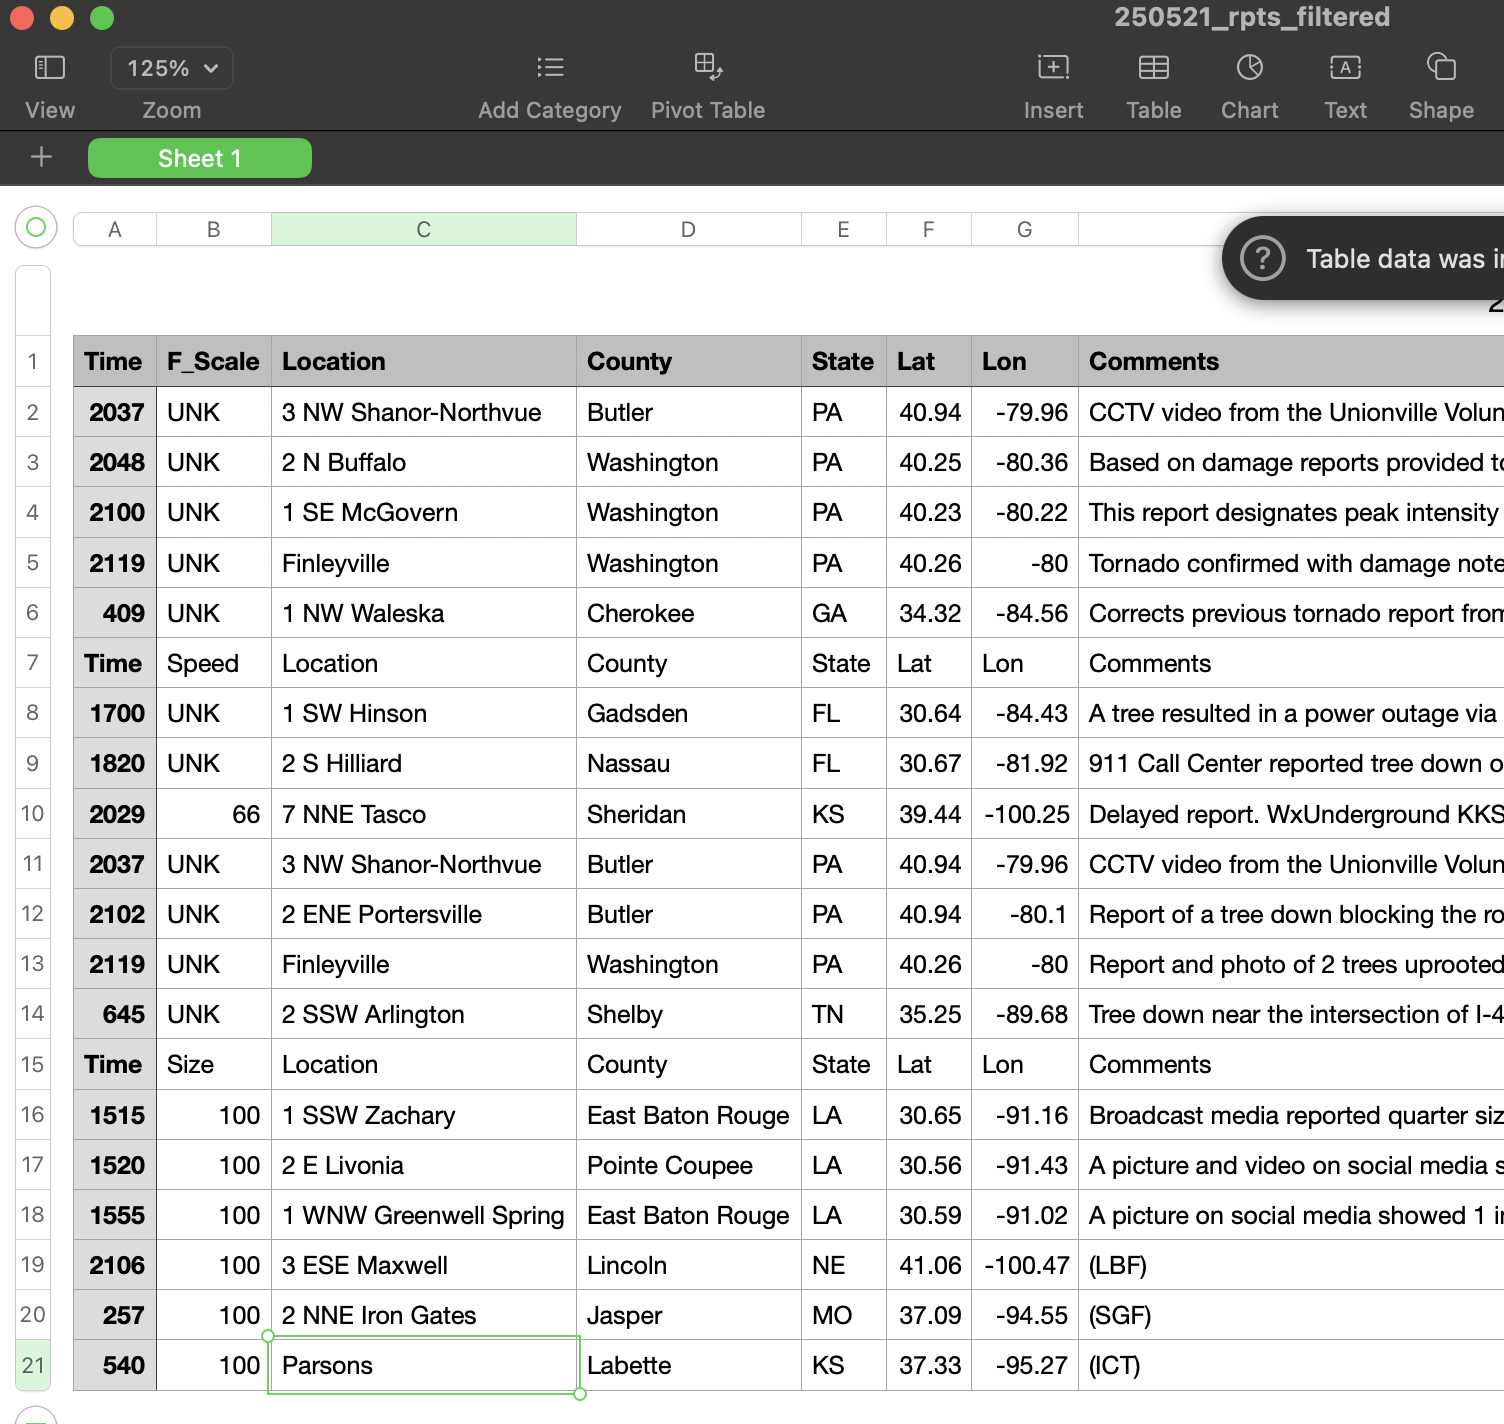 250521_rpts_filtered
View 125% Zoom Add Category Pivot Table Insert Table Chart Text Shape
+ Sheet 1
A B C D E F G
? Table data was i
1 Time F_Scale Location County State Lat Lon Comments
2 2037 UNK 3 NW Shanor-Northvue Butler PA 40.94 -79.96 CCTV video from the Unionville Volun
3 2048 UNK 2 N Buffalo Washington PA 40.25 -80.36 Based on damage reports provided to
4 2100 UNK 1 SE McGovern Washington PA 40.23 -80.22 This report designates peak intensity
5 2119 UNK Finleyville Washington PA 40.26 -80 Tornado confirmed with damage note
6 409 UNK 1 NW Waleska Cherokee GA 34.32 -84.56 Corrects previous tornado report from
7 Time Speed Location County State Lat Lon Comments
8 1700 UNK 1 SW Hinson Gadsden FL 30.64 -84.43 A tree resulted in a power outage via
9 1820 UNK 2 S Hilliard Nassau FL 30.67 -81.92 911 Call Center reported tree down o
10 2029 66 7 NNE Tasco Sheridan KS 39.44 -100.25 Delayed report. WxUnderground KKS
11 2037 UNK 3 NW Shanor-Northvue Butler PA 40.94 -79.96 CCTV video from the Unionville Volun
12 2102 UNK 2 ENE Portersville Butler PA 40.94 -80.1 Report of a tree down blocking the ro
13 2119 UNK Finleyville Washington PA 40.26 -80 Report and photo of 2 trees uprooted
14 645 UNK 2 SSW Arlington Shelby TN 35.25 -89.68 Tree down near the intersection of I-4
15 Time Size Location County State Lat Lon Comments
16 1515 100 1 SSW Zachary East Baton Rouge LA 30.65 -91.16 Broadcast media reported quarter siz
17 1520 100 2 E Livonia Pointe Coupee LA 30.56 -91.43 A picture and video on social media s
18 1555 100 1 WNW Greenwell Spring East Baton Rouge LA 30.59 -91.02 A picture on social media showed 1 i
19 2106 100 3 ESE Maxwell Lincoln NE 41.06 -100.47 (LBF)
20 257 100 2 NNE Iron Gates Jasper MO 37.09 -94.55 (SGF)
21 540 100 Parsons Labette KS 37.33 -95.27 (ICT)